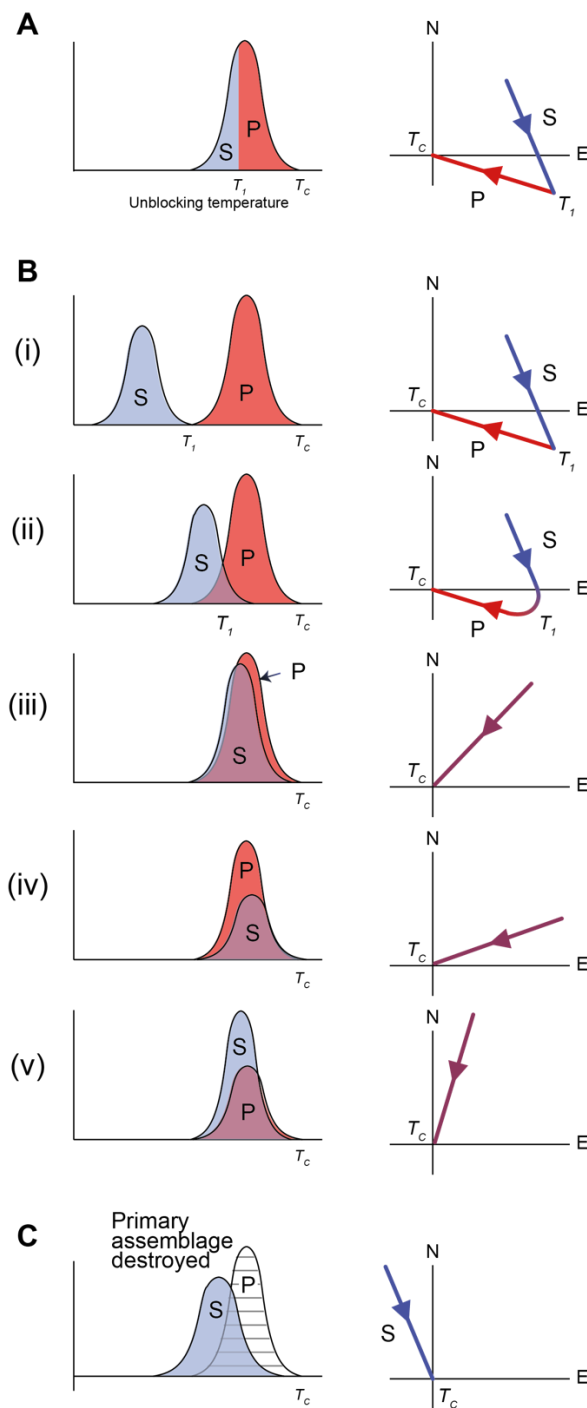 A
N
S
P
T1
Tc
Unblocking temperature
Tc
E
S
P
T1
B
(i)
S
P
T1
Tc
N
Tc
E
S
P
T1
(ii)
S
P
T1
Tc
N
Tc
E
S
P
T1
(iii)
P
S
Tc
N
Tc
E
(iv)
P
S
Tc
N
Tc
E
(v)
S
P
Tc
N
Tc
E
C
Primary
assemblage
destroyed
S
P
Tc
N
S
E
Tc